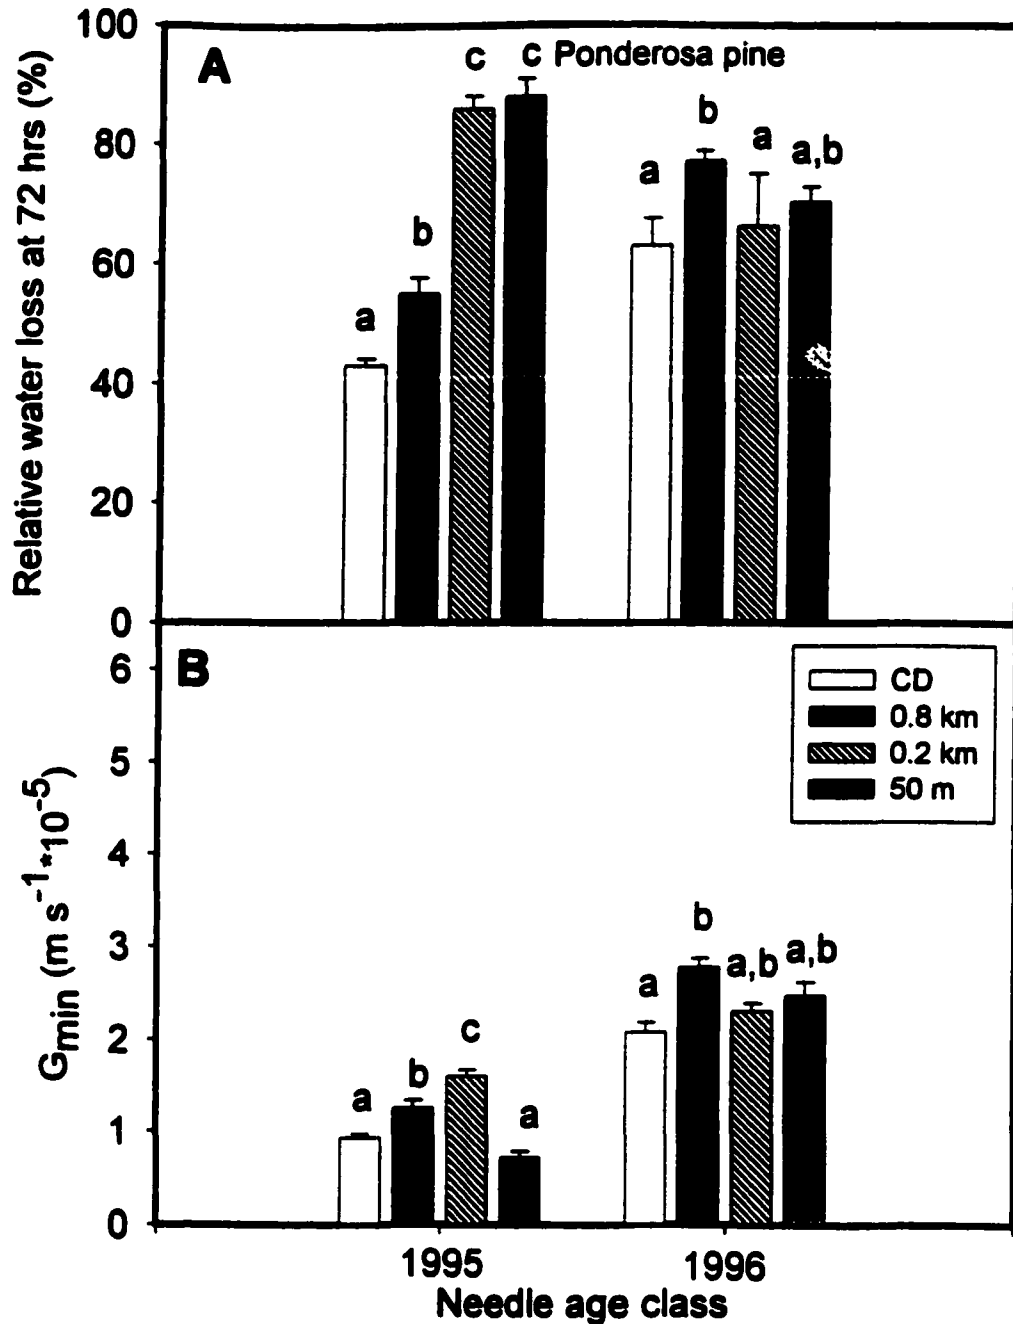 Relative water loss at 72 hrs (%)
100
80
60
40
20
0
A
Ponderosa pine
a
b
c
c
a
b
a
a,b
Gmin (m s⁻¹*10⁻⁵)
6
5
4
3
2
1
0
B
CD
0.8 km
0.2 km
50 m
a
b
c
a
a
b
a,b
a,b
1995
1996
Needle age class